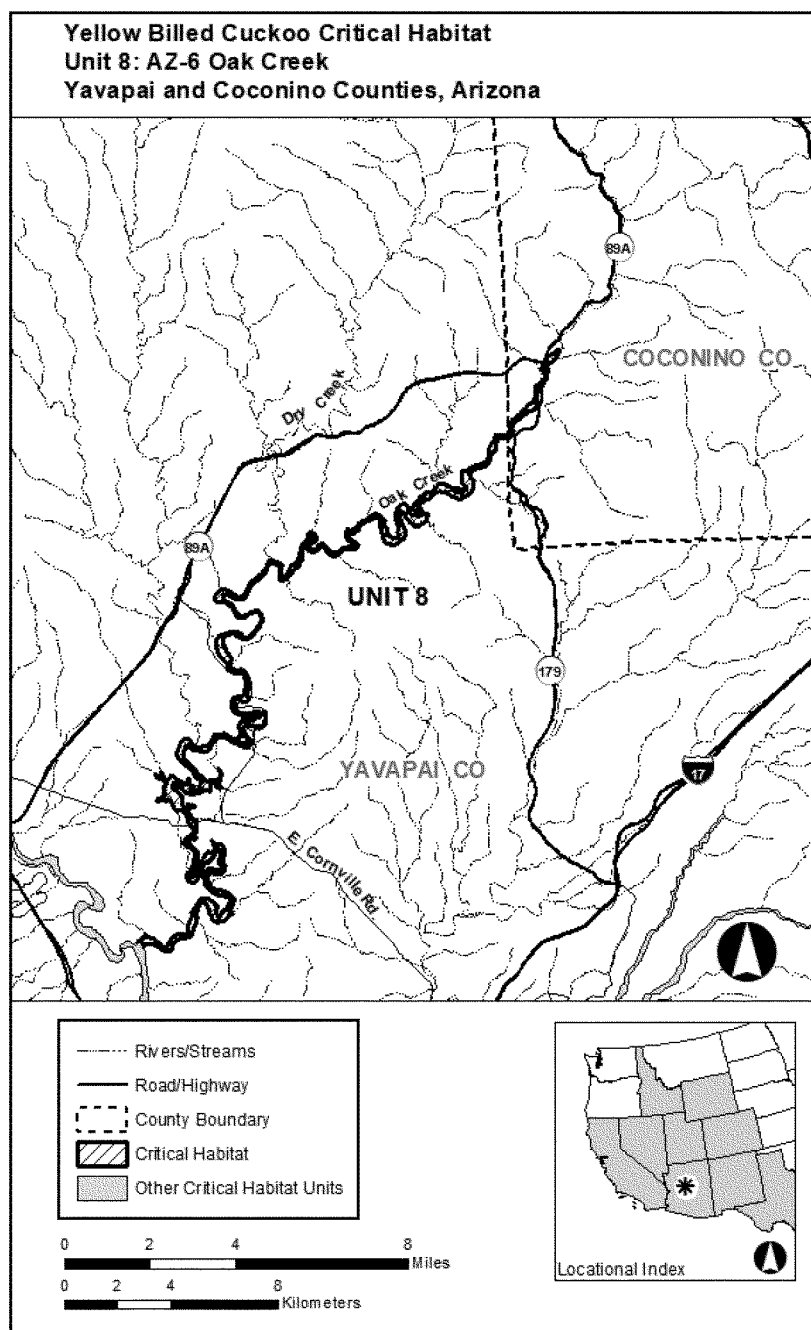 Yellow Billed Cuckoo Critical Habitat
Unit 8: AZ-6 Oak Creek
Yavapai and Coconino Counties, Arizona
89A
COCONINO CO
Dry Creek
Oak Creek
89A
UNIT 8
179
YAVAPAI CO
17
E Cornville Rd
Rivers/Streams
Road/Highway
County Boundary
Critical Habitat
Other Critical Habitat Units
0 2 4 8
Miles
0 2 4 8
Kilometers
Locational Index